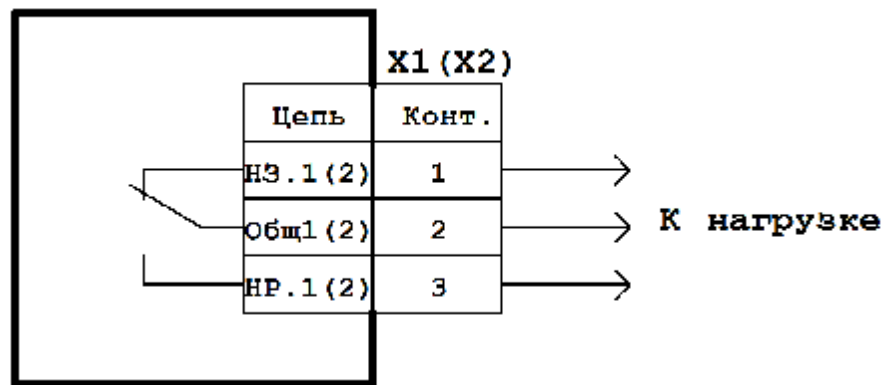 X1(X2)
Цепь Конт.
НЗ.1(2) 1
Общ1(2) 2
К нагрузке
НР.1(2) 3